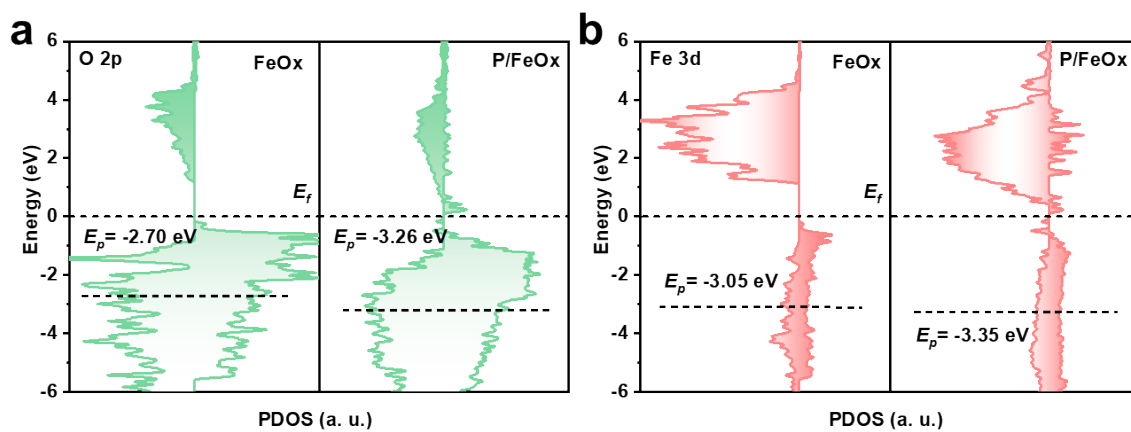 a
O 2p
FeOx
P/FeOx
6
4
2
0
-2
-4
-6
Energy (eV)
E_f
E_p= -2.70 eV
E_p= -3.26 eV
PDOS (a. u.)
b
Fe 3d
FeOx
P/FeOx
6
4
2
0
-2
-4
-6
Energy (eV)
E_f
E_p= -3.05 eV
E_p= -3.35 eV
PDOS (a. u.)